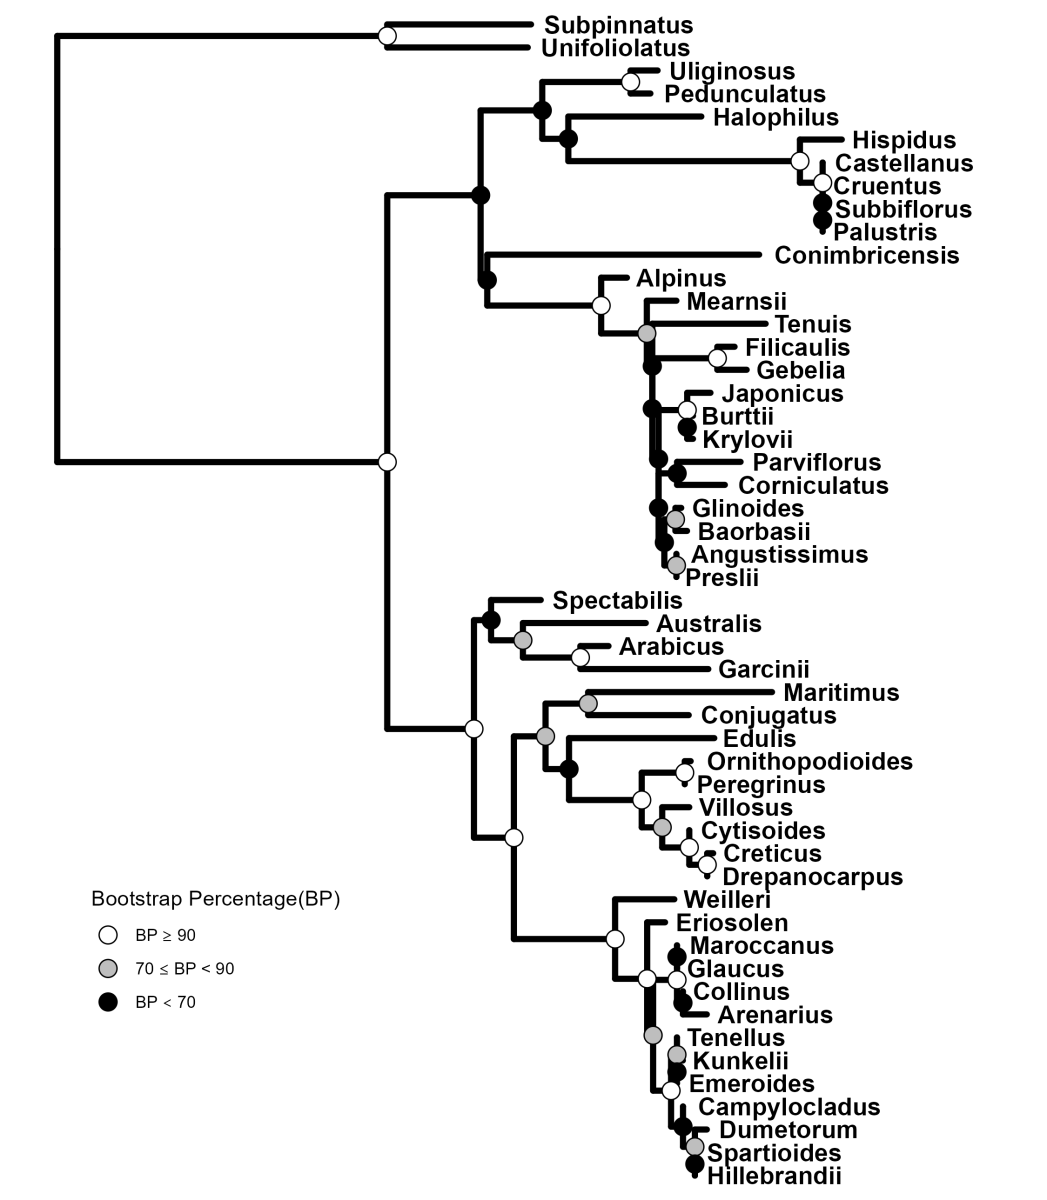 Subpinnatus
Unifoliolatus
Uliginosus
Pedunculatus
Halophilus
Hispidus
Castellanus
Cruentus
Subbiflorus
Palustris
Conimbricensis
Alpinus
Mearnsii
Tenuis
Filicaulis
Gebelia
Japonicus
Burttii
Krylovii
Parviflorus
Corniculatus
Glinoides
Baorbasii
Angustissimus
Preslii
Spectabilis
Australis
Arabicus
Garcinii
Maritimus
Conjugatus
Edulis
Ornithopodioides
Peregrinus
Villosus
Cytisoides
Creticus
Drepanocarpus
Weilleri
Eriosolen
Maroccanus
Glaucus
Collinus
Arenarius
Tenellus
Kunkelii
Emeroides
Campylocladus
Dumetorum
Spartioides
Hillebrandii
Bootstrap Percentage(BP)
BP ≥ 90
70 ≤ BP < 90
BP < 70